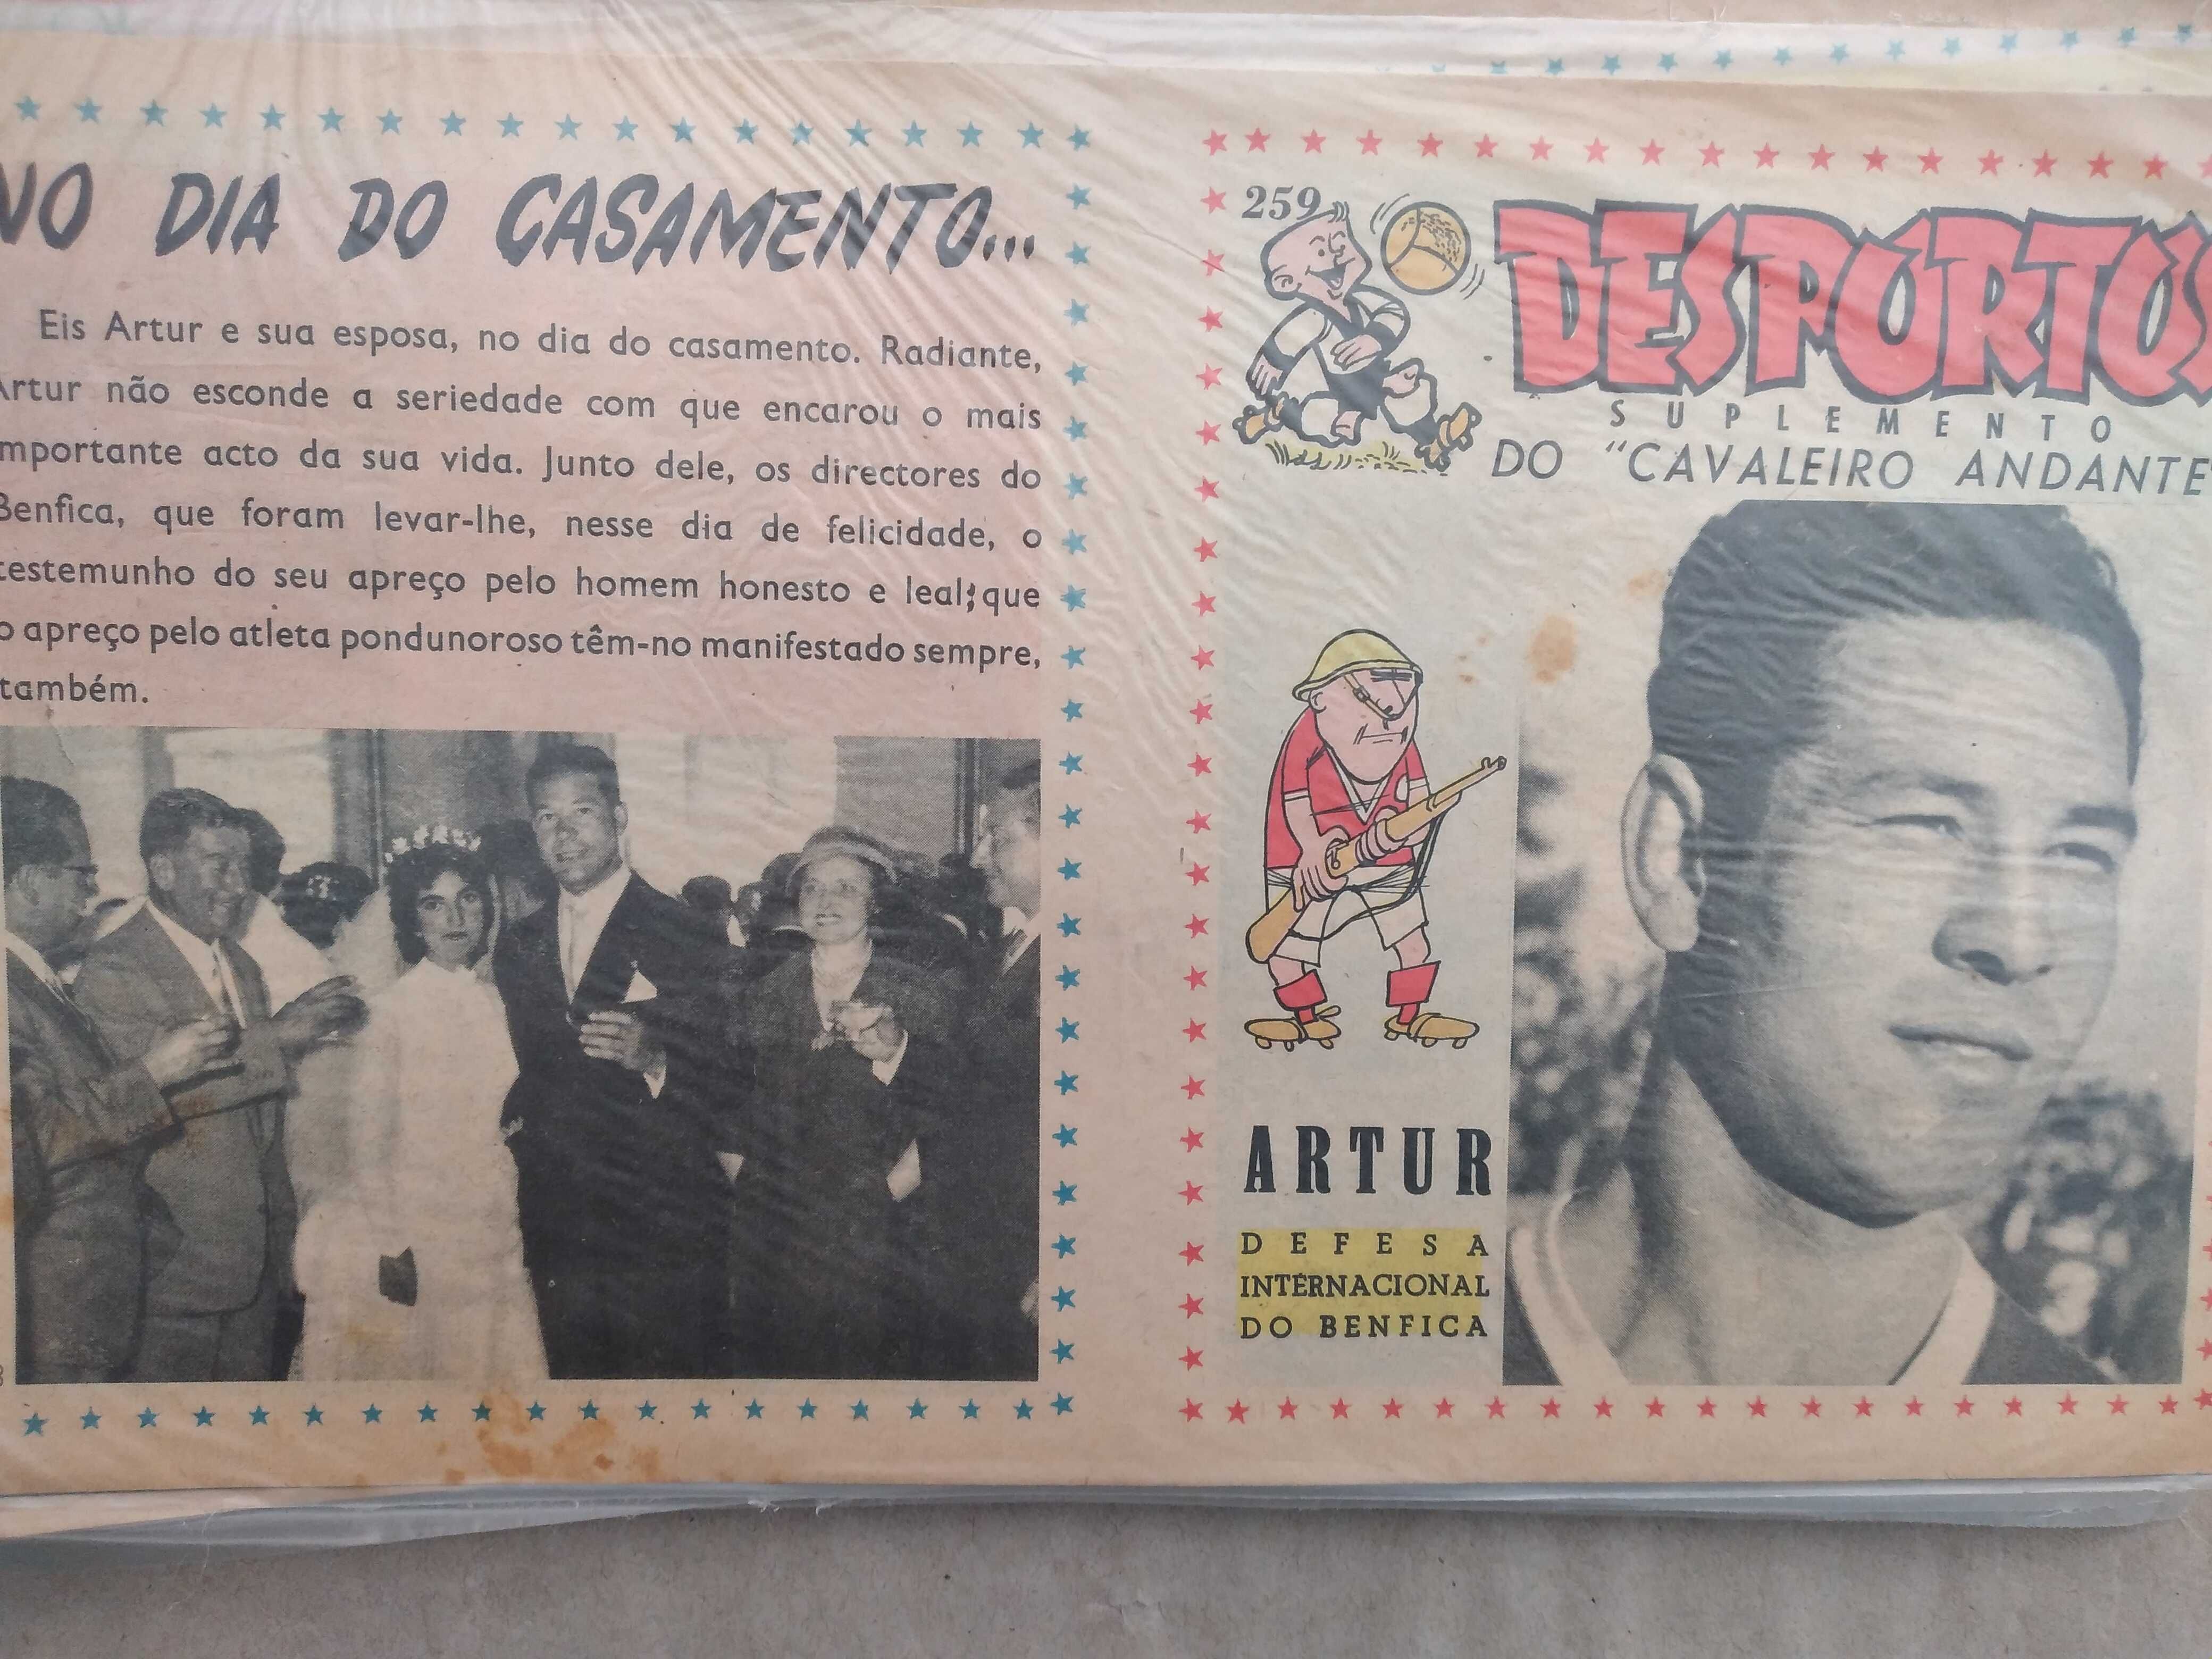 NO DIA DO CASAMENTO...
Eis Artur e sua esposa, no dia do casamento. Radiante,
Artur não esconde a seriedade com que encarou o mais
importante acto da sua vida. Junto dele, os directores do
Benfica, que foram levar-lhe, nesse dia de felicidade, o
testemunho do seu apreço pelo homem honesto e leal; que
o apreço pelo atleta pondunoroso têm-no manifestado sempre,
também.
259
DESPORTOS
SUPLEMENTO
DO "CAVALEIRO ANDANTE"
ARTUR
DEFESA
INTERNACIONAL
DO BENFICA